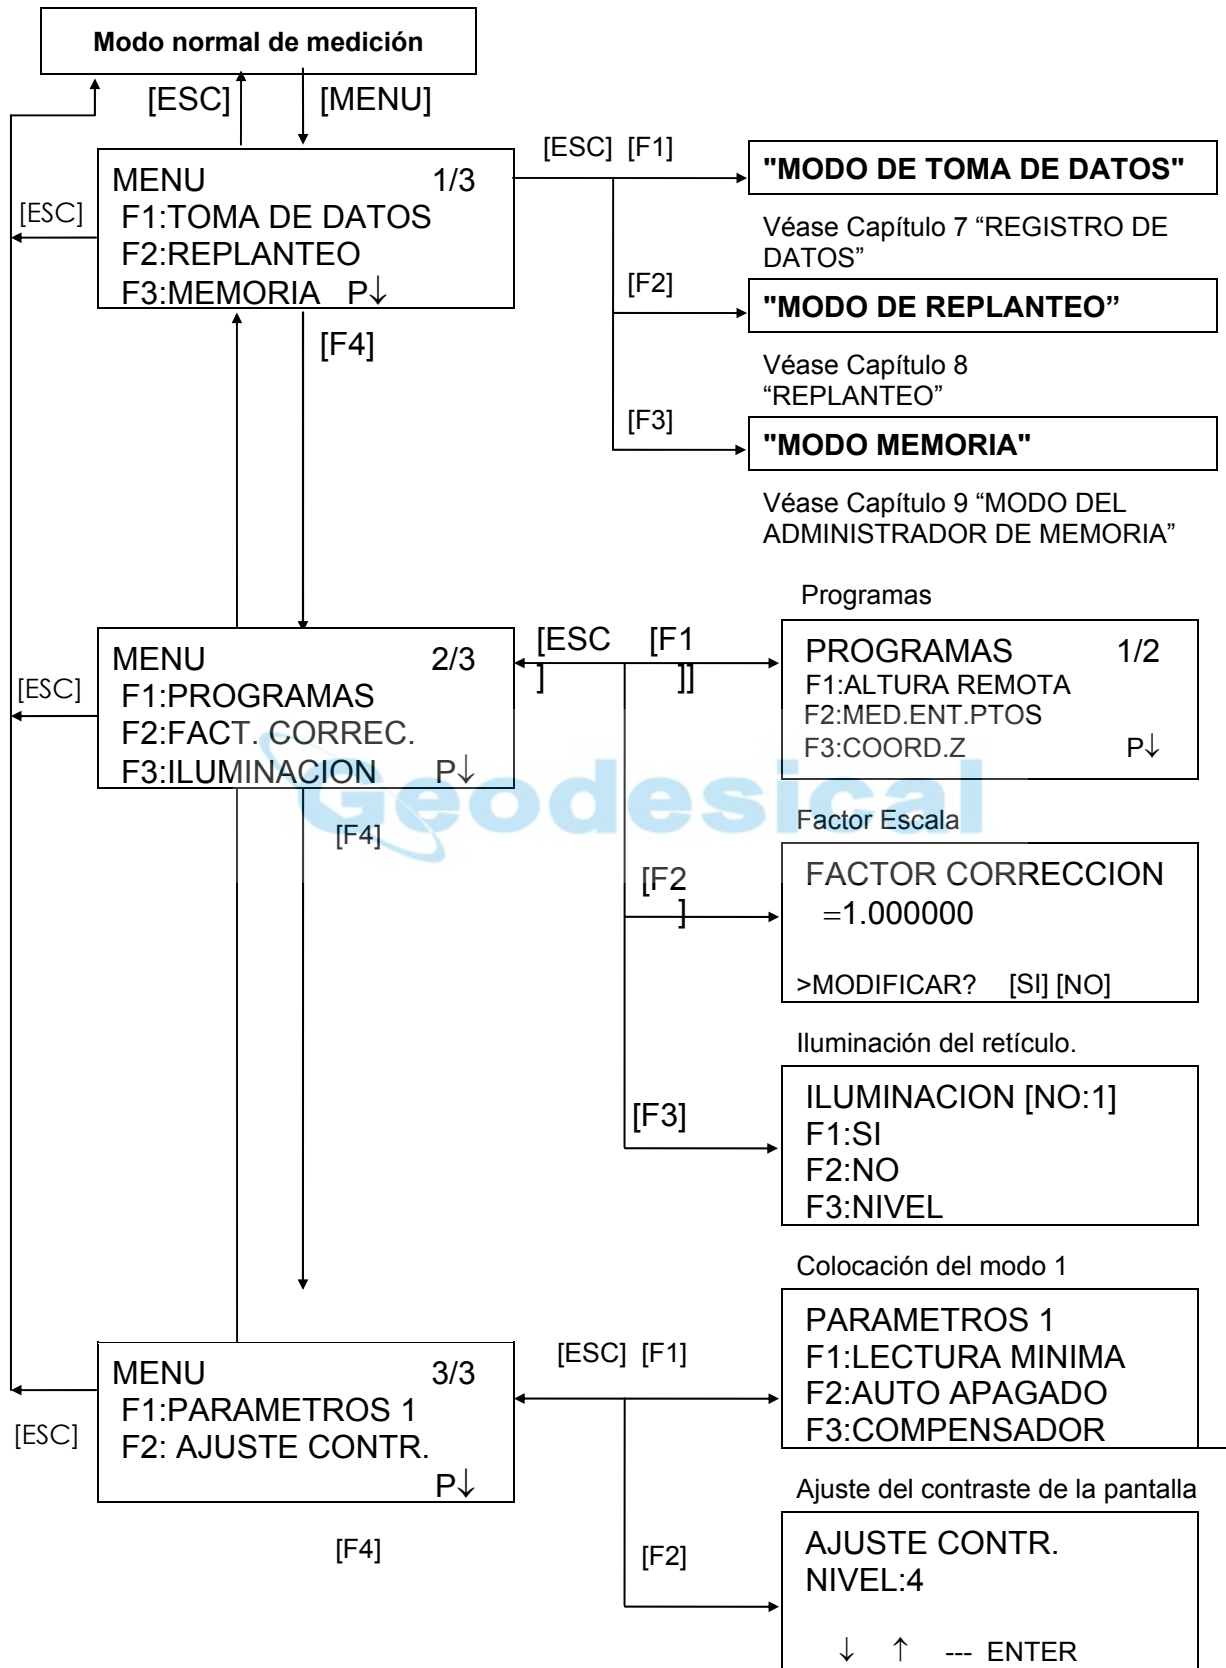 Modo normal de medición
[ESC] [MENU]
[ESC] [F1]
MENU 1/3
F1:TOMA DE DATOS
F2:REPLANTEO
F3:MEMORIA P↓
[ESC]
"MODO DE TOMA DE DATOS"
Véase Capítulo 7 “REGISTRO DE
DATOS”
[F2]
"MODO DE REPLANTEO”
[F4]
Véase Capítulo 8
“REPLANTEO”
[F3]
"MODO MEMORIA"
Véase Capítulo 9 “MODO DEL
ADMINISTRADOR DE MEMORIA”
Programas
[ESC
]
[F1
]]
MENU 2/3
F1:PROGRAMAS
F2:FACT. CORREC.
F3:ILUMINACION P↓
[ESC]
PROGRAMAS 1/2
F1:ALTURA REMOTA
F2:MED.ENT.PTOS
F3:COORD.Z P↓
Geodesical
[F4]
Factor Escala
[F2
]
FACTOR CORRECCION
=1.000000
>MODIFICAR? [SI] [NO]
Iluminación del retículo.
[F3]
ILUMINACION [NO:1]
F1:SI
F2:NO
F3:NIVEL
Colocación del modo 1
[ESC] [F1]
MENU 3/3
F1:PARAMETROS 1
F2: AJUSTE CONTR.
P↓
[ESC]
PARAMETROS 1
F1:LECTURA MINIMA
F2:AUTO APAGADO
F3:COMPENSADOR
Ajuste del contraste de la pantalla
[F4]
[F2]
AJUSTE CONTR.
NIVEL:4
↓ ↑ --- ENTER